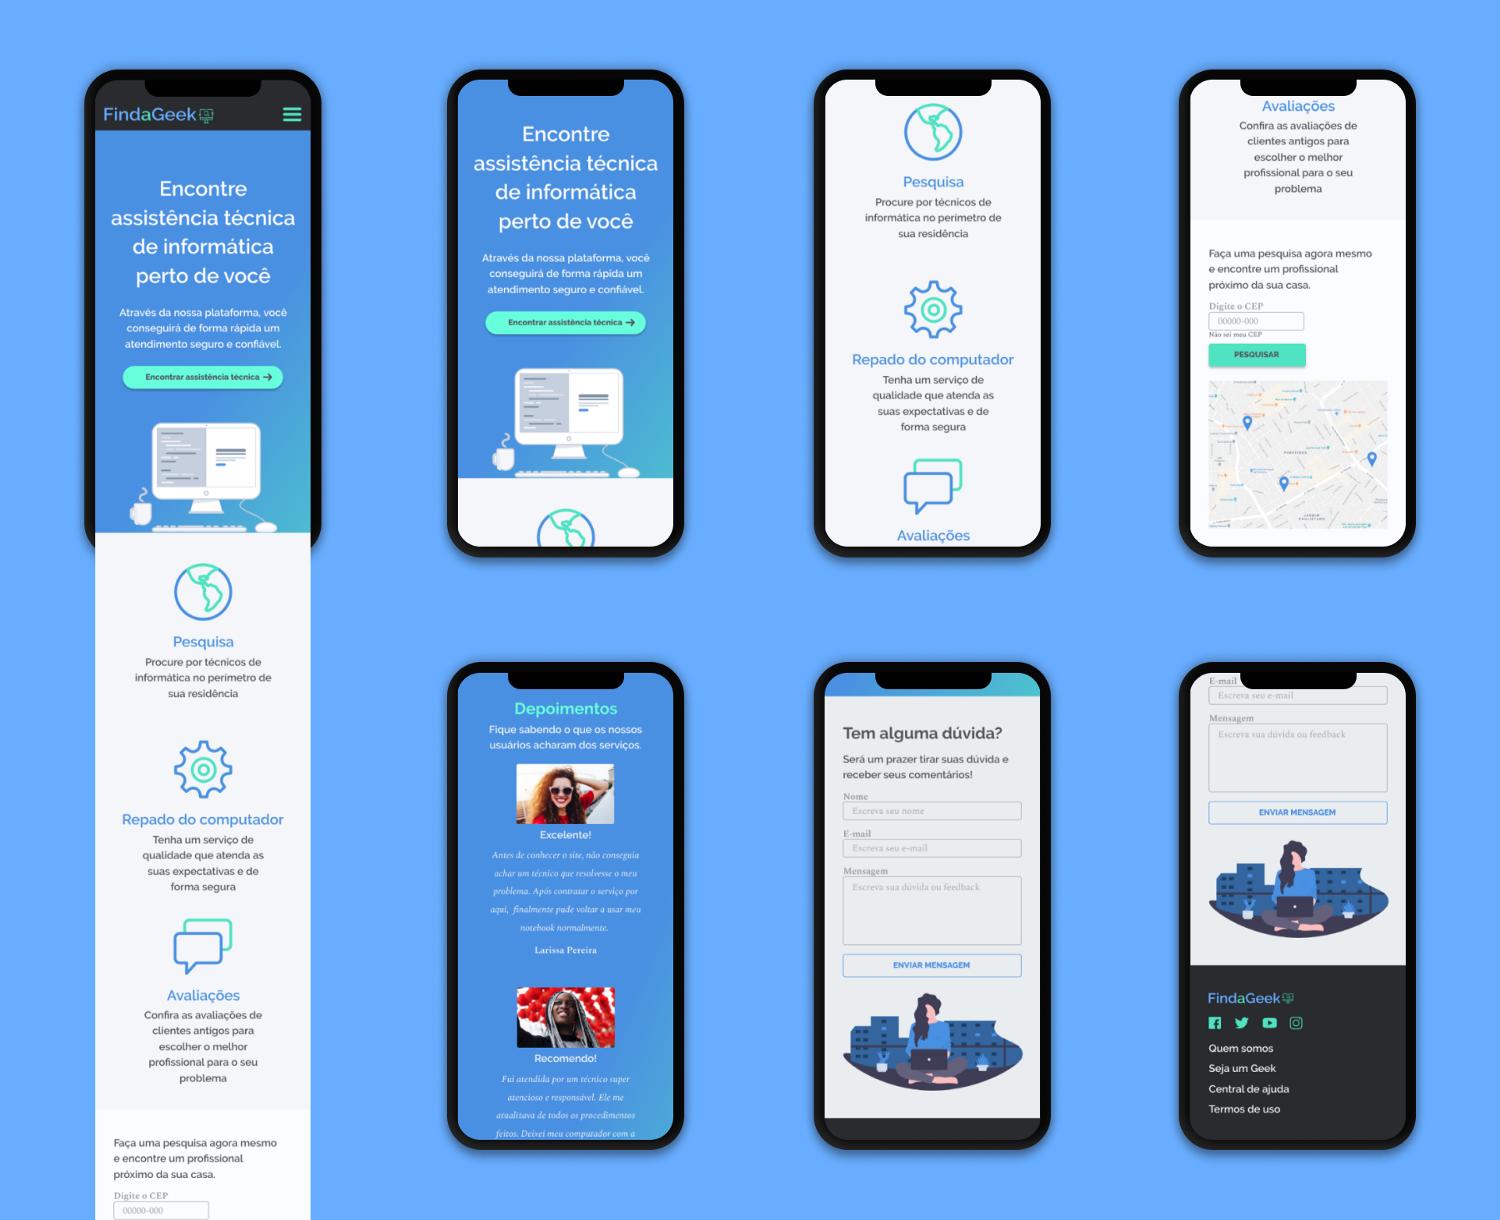 FindaGeek
Encontre
assistência técnica
de informática
perto de você
Através da nossa plataforma, você
conseguirá de forma rápida um
atendimento seguro e confiável.
Encontrar assistência técnica
Pesquisa
Procure por técnicos de
informática no perímetro de
sua residência
Repado do computador
Tenha um serviço de
qualidade que atenda as
suas expectativas e de
forma segura
Avaliações
Confira as avaliações de
clientes antigos para
escolher o melhor
profissional para o seu
problema
Faça uma pesquisa agora mesmo
e encontre um profissional
próximo da sua casa.
Digite o CEP
00000-000
Encontre
assistência técnica
de informática
perto de você
Através da nossa plataforma, você
conseguirá de forma rápida um
atendimento seguro e confiável.
Encontrar assistência técnica
Pesquisa
Procure por técnicos de
informática no perímetro de
sua residência
Repado do computador
Tenha um serviço de
qualidade que atenda as
suas expectativas e de
forma segura
Avaliações
Avaliações
Confira as avaliações de
clientes antigos para
escolher o melhor
profissional para o seu
problema
Faça uma pesquisa agora mesmo
e encontre um profissional
próximo da sua casa.
Digite o CEP
00000-000
Não sei meu CEP
PESQUISAR
PINHEIROS
JARDIM
PAULISTANO
Depoimentos
Fique sabendo o que os nossos
usuários acharam dos serviços.
Excelente!
Antes de conhecer o site, não conseguia
achar um técnico que resolvesse o meu
problema. Após contratar o serviço por
aqui, finalmente pude voltar a usar meu
notebook normalmente.
Larissa Pereira
Recomendo!
Fui atendida por um técnico super
atencioso e responsável. Ele me
atualizava de todos os procedimentos
feitos. Deixei meu computador com a
Tem alguma dúvida?
Será um prazer tirar suas dúvida e
receber seus comentários!
Nome
Escreva seu nome
E-mail
Escreva seu e-mail
Mensagem
Escreva sua dúvida ou feedback
ENVIAR MENSAGEM
E-mail
Escreva seu e-mail
Mensagem
Escreva sua dúvida ou feedback
ENVIAR MENSAGEM
FindaGeek
Quem somos
Seja um Geek
Central de ajuda
Termos de uso